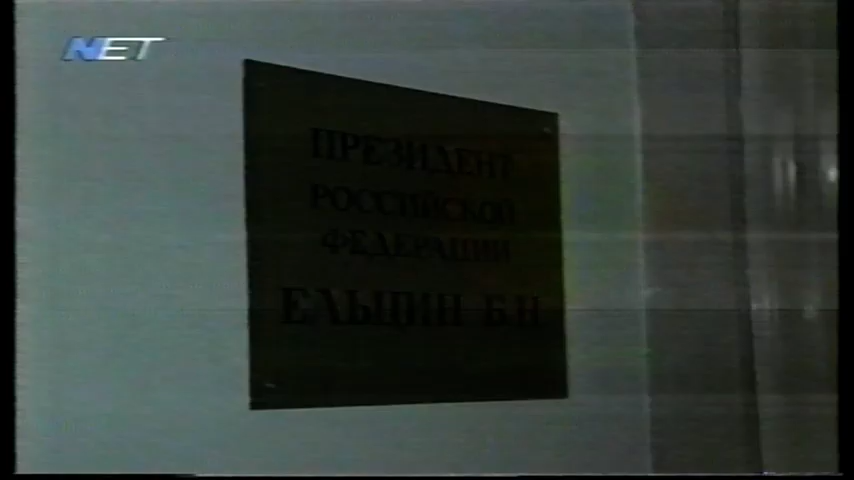 NET
ПРЕЗИДЕНТ
РОССИЙСКОЙ
ФЕДЕРАЦИИ
ЕЛЬЦИН Б.Н.